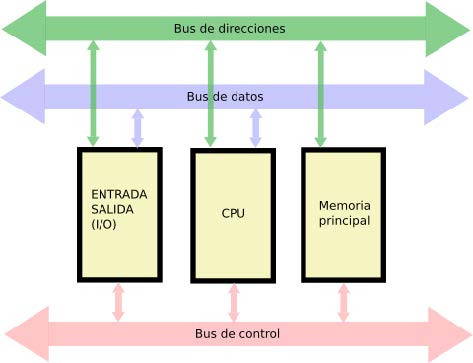 Bus de direcciones
Bus de datos
ENTRADA
SALIDA
(I/O)
CPU
Memoria
principal
Bus de control